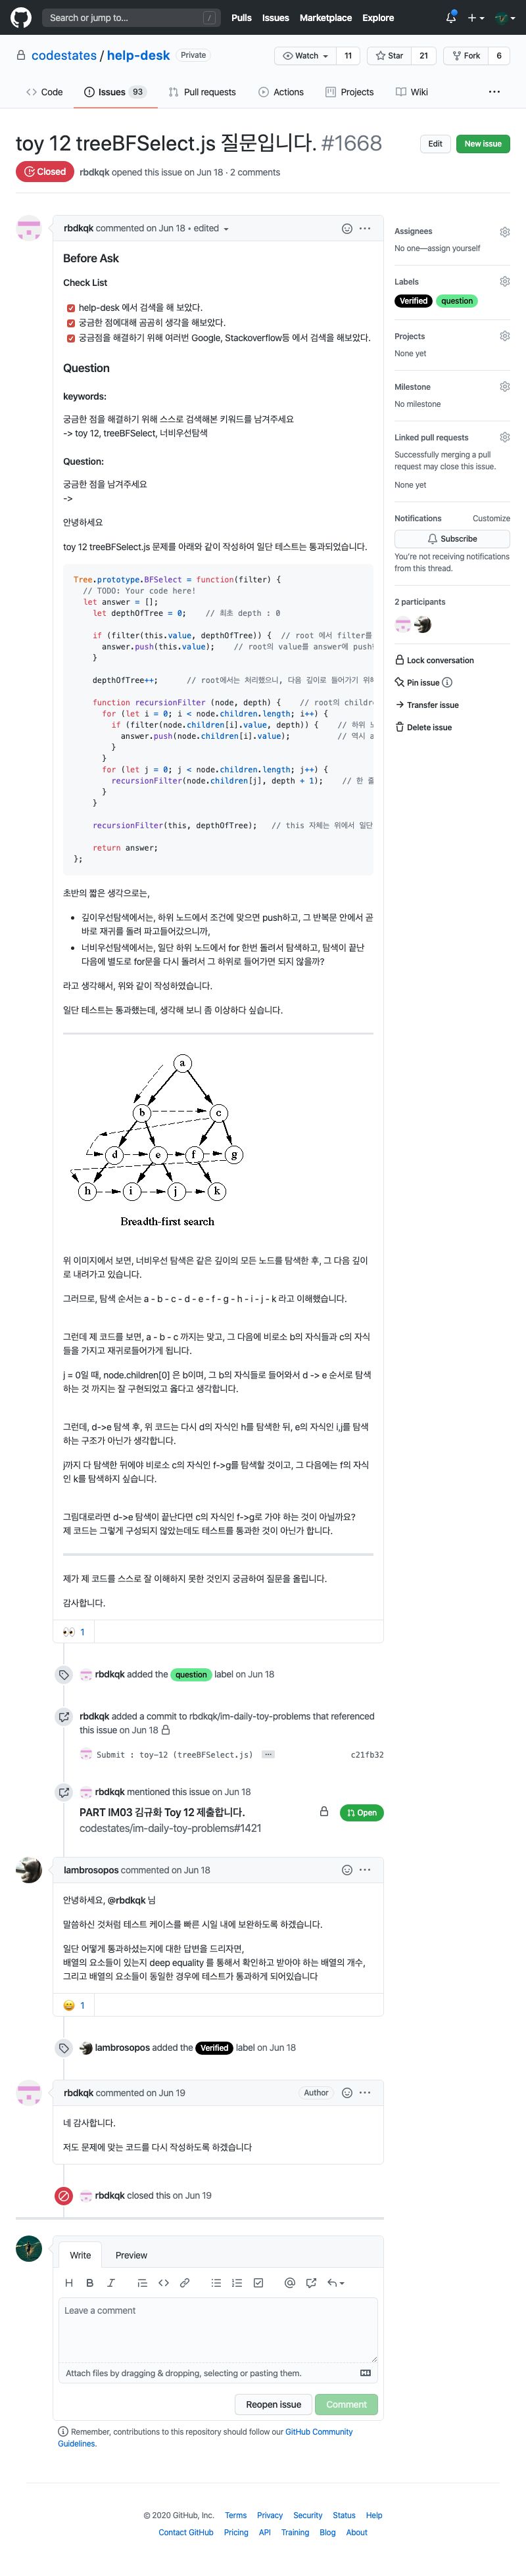 Search or jump to... /
Pulls Issues Marketplace Explore
codestates / help-desk Private
Watch 11 Star 21 Fork 6
Code Issues 93 Pull requests Actions Projects Wiki
toy 12 treeBFSelect.js 질문입니다. #1668
Edit New issue
Closed rbdkqk opened this issue on Jun 18 · 2 comments
rbdkqk commented on Jun 18 • edited
Before Ask
Check List
help-desk 에서 검색을 해 보았다.
궁금한 점에대해 곰곰히 생각을 해보았다.
궁금점을 해결하기 위해 여러번 Google, Stackoverflow등 에서 검색을 해보았다.
Question
keywords:
궁금한 점을 해결하기 위해 스스로 검색해본 키워드를 남겨주세요
-> toy 12, treeBFSelect, 너비우선탐색
Question:
궁금한 점을 남겨주세요
->
안녕하세요
toy 12 treeBFSelect.js 문제를 아래와 같이 작성하여 일단 테스트는 통과되었습니다.
Tree.prototype.BFSelect = function(filter) {
// TODO: Your code here!
let answer = [];
let depthOfTree = 0; // 최초 depth : 0
if (filter(this.value, depthOfTree)) { // root 에서 filter를
answer.push(this.value); // root의 value를 answer에 push
}
depthOfTree++; // root에서는 처리했으니, 다음 깊이로 들어가기 위해
function recursionFilter (node, depth) { // root의 childr
for (let i = 0; i < node.children.length; i++) {
if (filter(node.children[i].value, depth)) { // 하위
answer.push(node.children[i].value); // 역시 a
}
}
for (let j = 0; j < node.children.length; j++) {
recursionFilter(node.children[j], depth + 1); // 한 줄
}
}
recursionFilter(this, depthOfTree); // this 자체는 위에서 일단
return answer;
};
초반의 짧은 생각으로는,
• 깊이우선탐색에서는, 하위 노드에서 조건에 맞으면 push하고, 그 반복문 안에서 곧
바로 재귀를 돌려 파고들어갔으니까,
• 너비우선탐색에서는, 일단 하위 노드에서 for 한번 돌려서 탐색하고, 탐색이 끝난
다음에 별도로 for문을 다시 돌려서 그 하위로 들어가면 되지 않을까?
라고 생각해서, 위와 같이 작성하였습니다.
일단 테스트는 통과했는데, 생각해 보니 좀 이상하다 싶습니다.
a
b c
d e f g
h i j k
Breadth-first search
위 이미지에서 보면, 너비우선 탐색은 같은 깊이의 모든 노드를 탐색한 후, 그 다음 깊이
로 내려가고 있습니다.
그러므로, 탐색 순서는 a - b - c - d - e - f - g - h - i - j - k 라고 이해했습니다.
그런데 제 코드를 보면, a - b - c 까지는 맞고, 그 다음에 비로소 b의 자식들과 c의 자식
들을 가지고 재귀로들어가게 됩니다.
j = 0일 때, node.children[0] 은 b이며, 그 b의 자식들로 들어와서 d -> e 순서로 탐색
하는 것 까지는 잘 구현되었고 옳다고 생각합니다.
그런데, d->e 탐색 후, 위 코드는 다시 d의 자식인 h를 탐색한 뒤, e의 자식인 i,j를 탐색
하는 구조가 아닌가 생각합니다.
j까지 다 탐색한 뒤에야 비로소 c의 자식인 f->g를 탐색할 것이고, 그 다음에는 f의 자식
인 k를 탐색하지 싶습니다.
그림대로라면 d->e 탐색이 끝난다면 c의 자식인 f->g로 가야 하는 것이 아닐까요?
제 코드는 그렇게 구성되지 않았는데도 테스트를 통과한 것이 아닌가 합니다.
제가 제 코드를 스스로 잘 이해하지 못한 것인지 궁금하여 질문을 올립니다.
감사합니다.
1
rbdkqk added the question label on Jun 18
rbdkqk added a commit to rbdkqk/im-daily-toy-problems that referenced
this issue on Jun 18
Submit : toy-12 (treeBFSelect.js) ... c21fb32
rbdkqk mentioned this issue on Jun 18
PART IM03 김규화 Toy 12 제출합니다. Open
codestates/im-daily-toy-problems#1421
lambrosopos commented on Jun 18
안녕하세요, @rbdkqk 님
말씀하신 것처럼 테스트 케이스를 빠른 시일 내에 보완하도록 하겠습니다.
일단 어떻게 통과하셨는지에 대한 답변을 드리자면,
배열의 요소들이 있는지 deep equality 를 통해서 확인하고 받아야 하는 배열의 개수,
그리고 배열의 요소들이 동일한 경우에 테스트가 통과하게 되어있습니다
1
lambrosopos added the Verified label on Jun 18
rbdkqk commented on Jun 19 Author
네 감사합니다.
저도 문제에 맞는 코드를 다시 작성하도록 하겠습니다
rbdkqk closed this on Jun 19
Write Preview
Leave a comment
Attach files by dragging & dropping, selecting or pasting them.
Reopen issue Comment
Remember, contributions to this repository should follow our GitHub Community
Guidelines.
Assignees
No one—assign yourself
Labels
Verified question
Projects
None yet
Milestone
No milestone
Linked pull requests
Successfully merging a pull
request may close this issue.
None yet
Notifications Customize
Subscribe
You're not receiving notifications
from this thread.
2 participants
Lock conversation
Pin issue
Transfer issue
Delete issue
© 2020 GitHub, Inc. Terms Privacy Security Status Help
Contact GitHub Pricing API Training Blog About